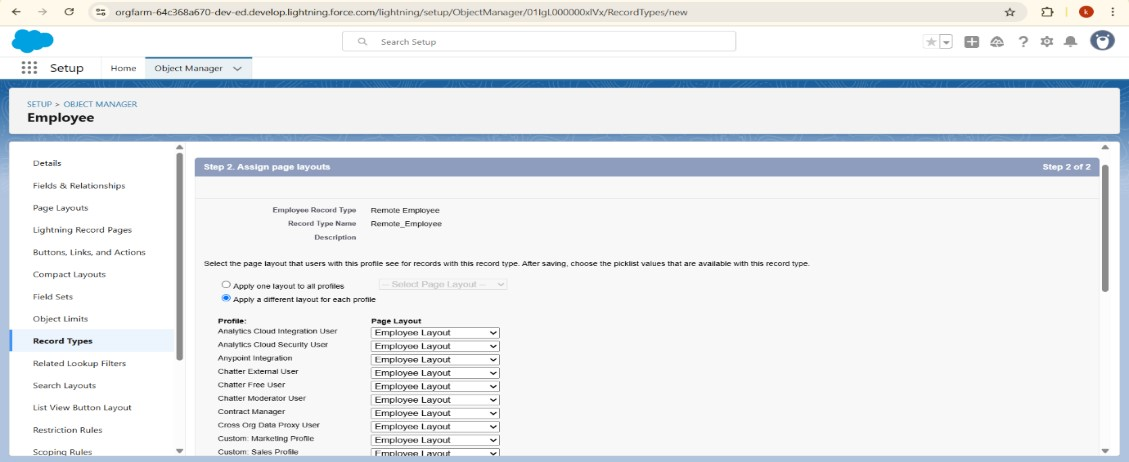 orgfarm-64c368a670-dev-ed.develop.lightning.force.com/lightning/setup/ObjectManager/01IgL000000xIVx/RecordTypes/new
k
Search Setup
Setup Home Object Manager
SETUP > OBJECT MANAGER
Employee
Details
Fields & Relationships
Page Layouts
Lightning Record Pages
Buttons, Links, and Actions
Compact Layouts
Field Sets
Object Limits
Record Types
Related Lookup Filters
Search Layouts
List View Button Layout
Restriction Rules
Scoping Rules
Step 2. Assign page layouts Step 2 of 2
Employee Record Type Remote Employee
Record Type Name Remote_Employee
Description
Select the page layout that users with this profile see for records with this record type. After saving, choose the picklist values that are available with this record type.
Apply one layout to all profiles -- Select Page Layout --
Apply a different layout for each profile
Profile: Page Layout
Analytics Cloud Integration User Employee Layout
Analytics Cloud Security User Employee Layout
Anypoint Integration Employee Layout
Chatter External User Employee Layout
Chatter Free User Employee Layout
Chatter Moderator User Employee Layout
Contract Manager Employee Layout
Cross Org Data Proxy User Employee Layout
Custom: Marketing Profile Employee Layout
Custom: Sales Profile Employee Layout